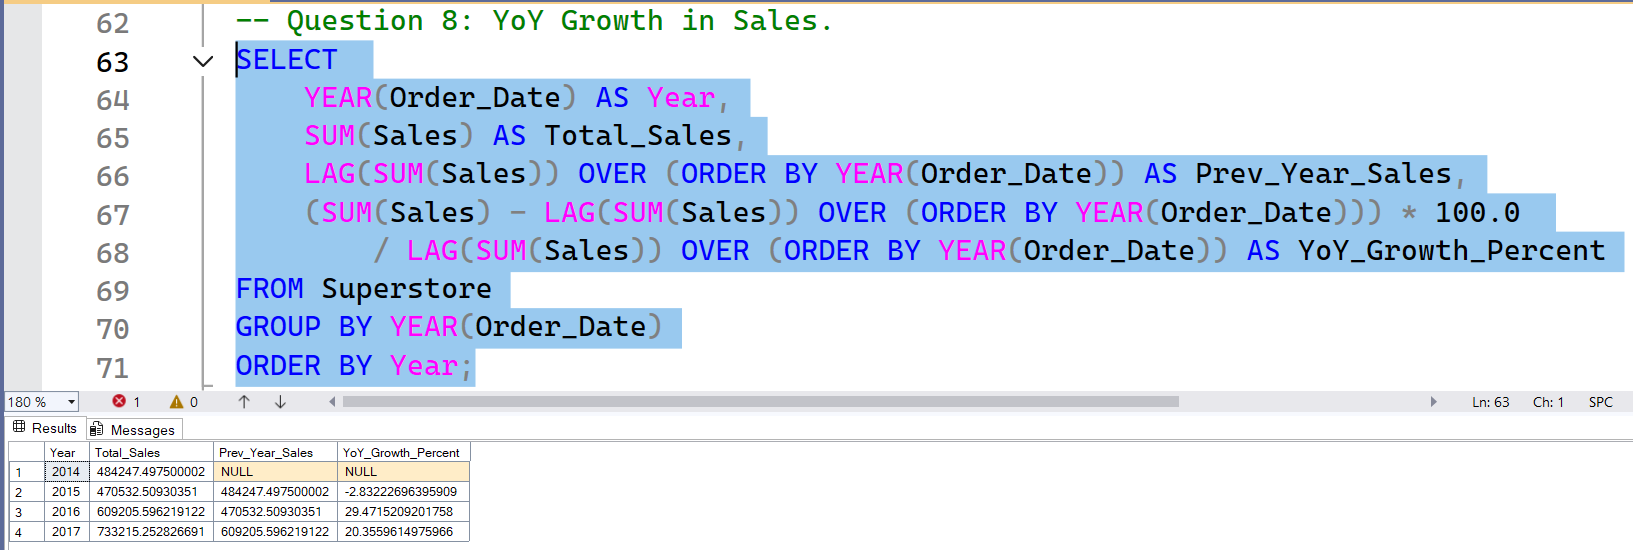 62 -- Question 8: YoY Growth in Sales.
63 SELECT
64 YEAR(Order_Date) AS Year,
65 SUM(Sales) AS Total_Sales,
66 LAG(SUM(Sales)) OVER (ORDER BY YEAR(Order_Date)) AS Prev_Year_Sales,
67 (SUM(Sales) - LAG(SUM(Sales)) OVER (ORDER BY YEAR(Order_Date))) * 100.0
68 / LAG(SUM(Sales)) OVER (ORDER BY YEAR(Order_Date)) AS YoY_Growth_Percent
69 FROM Superstore
70 GROUP BY YEAR(Order_Date)
71 ORDER BY Year;
180 % 1 0 Ln: 63 Ch: 1 SPC
Results Messages
Year Total_Sales Prev_Year_Sales YoY_Growth_Percent
1 2014 484247.497500002 NULL NULL
2 2015 470532.50930351 484247.497500002 -2.83222696395909
3 2016 609205.596219122 470532.50930351 29.4715209201758
4 2017 733215.252826691 609205.596219122 20.3559614975966